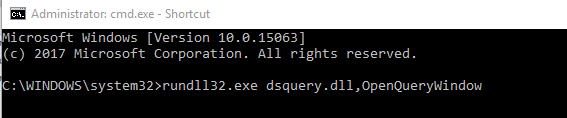 Administrator: cmd.exe - Shortcut
Microsoft Windows [Version 10.0.15063]
(c) 2017 Microsoft Corporation. All rights reserved.
C:\WINDOWS\system32>rundll32.exe dsquery.dll,OpenQueryWindow